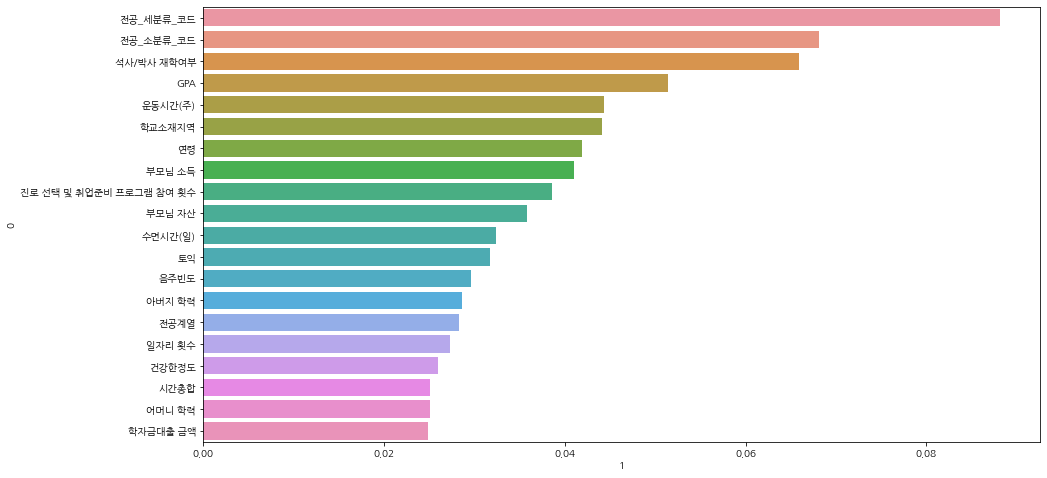 전공_세분류_코드
전공_소분류_코드
석사/박사 재학여부
GPA
운동시간(주)
학교소재지역
연령
부모님 소득
진로 선택 및 취업준비 프로그램 참여 횟수
부모님 자산
수면시간(일)
토익
음주빈도
아버지 학력
전공계열
일자리 횟수
건강한정도
시간총합
어머니 학력
학자금대출 금액
0
0.00 0.02 0.04 0.06 0.08
1